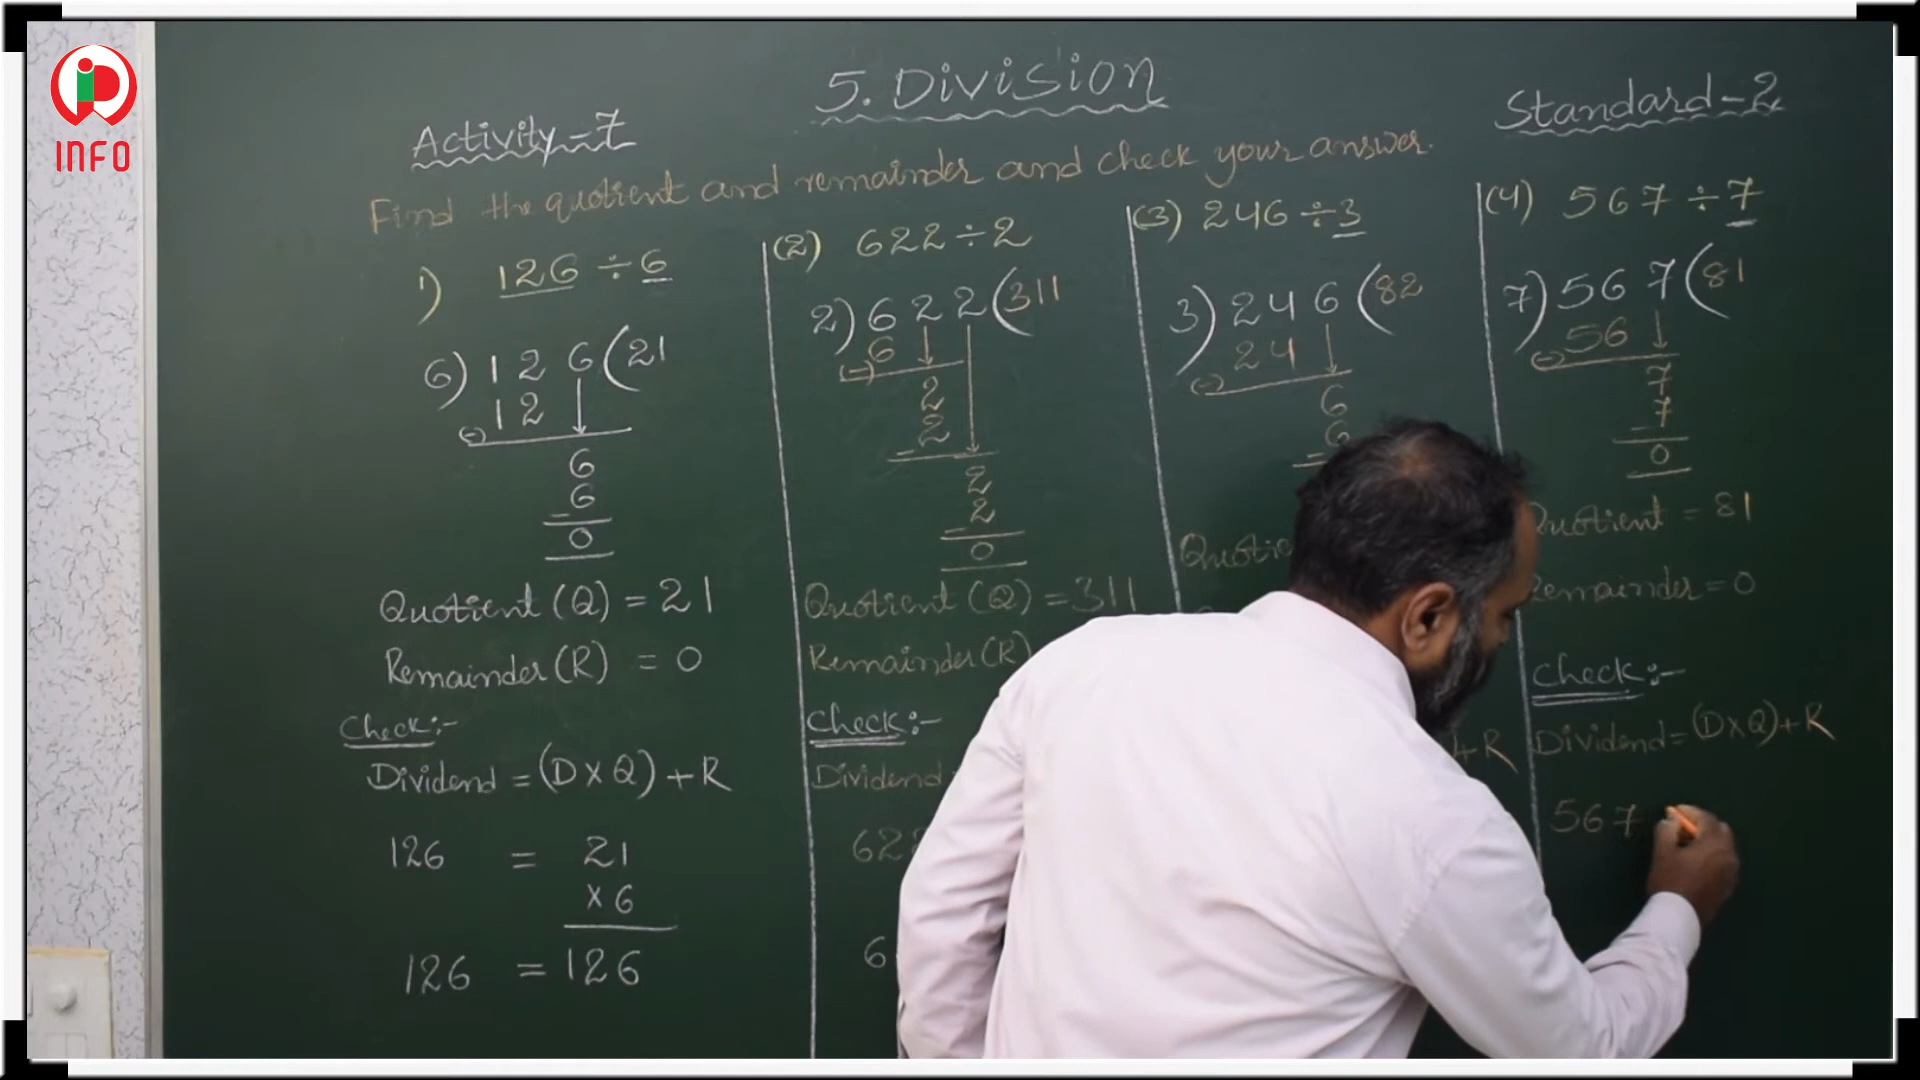 INFO
5. Division
Activity-7
Standard-2
Find the quotient and remainder and check your answer.
1) 126 ÷ 6
6) 126 (21
12
(-)
6
- 6
0
Quotient (Q) = 21
Remainder (R) = 0
Check:-
Dividend = (D x Q) + R
126 = 21
x 6
126 = 126
(2) 622 ÷ 2
2) 622 (311
(-) 6
2
- 2
2
- 2
0
Quotient (Q) = 311
Remainder (R)
Check:-
Dividend
622
6
(3) 246 ÷ 3
3) 246 (82
(-) 24
6
- 6
+ R
(4) 567 ÷ 7
7) 567 (81
(-) 56
7
- 7
0
Quotient = 81
Remainder = 0
Check:-
Dividend = (D x Q) + R
567